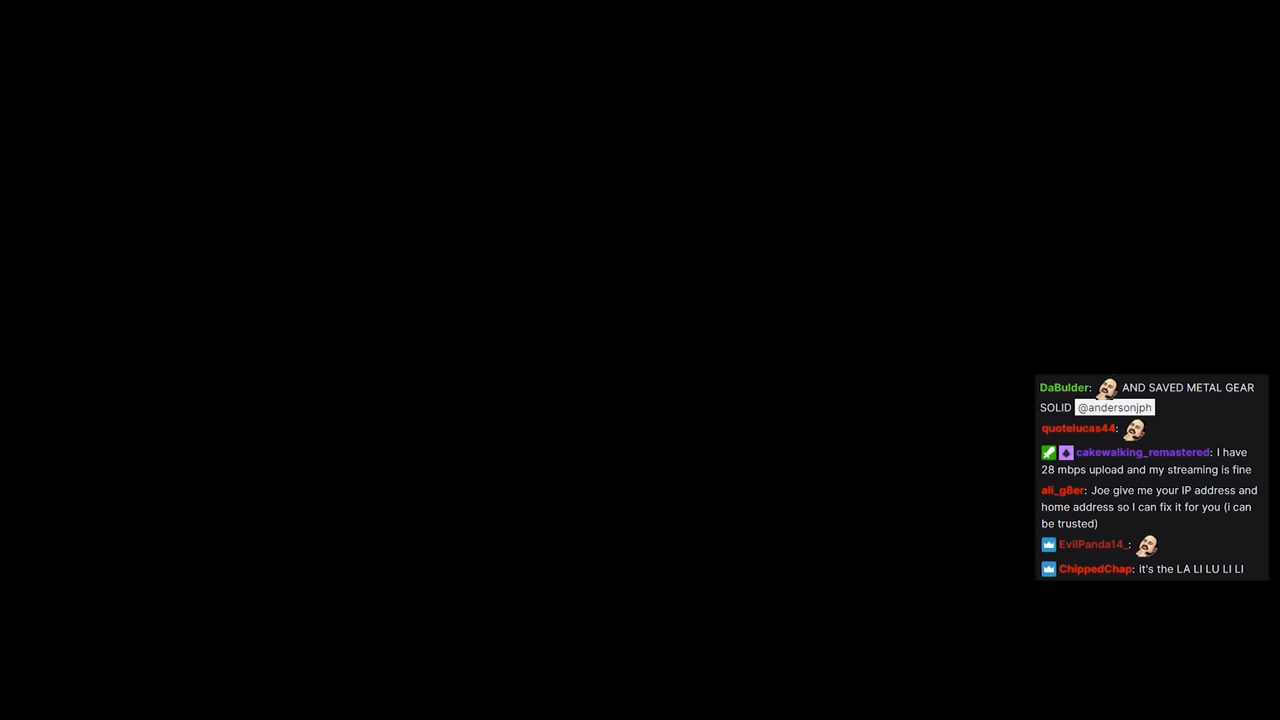 DaBulder: AND SAVED METAL GEAR
SOLID @andersonjph
quotelucas44:
cakewalking_remastered: I have
28 mbps upload and my streaming is fine
ali_g8er: Joe give me your IP address and
home address so I can fix it for you (i can
be trusted)
EvilPanda14_:
ChippedChap: it's the LA LI LU LI LI